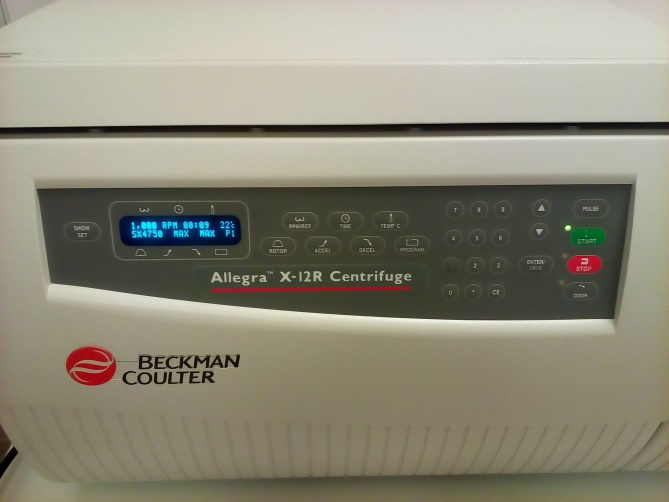 1,000 RPM 00:09 22°c
SX4750 MAX MAX P1
SHOW
SET
RPM/RCF
TIME
TEMP °C
ROTOR
ACCEL
DECEL
PROGRAM
7 8 9
4 5 6
2 3
0 • CE
ENTER/
PULSE
START
STOP
DOOR
Allegra™ X-12R Centrifuge
BECKMAN
COULTER